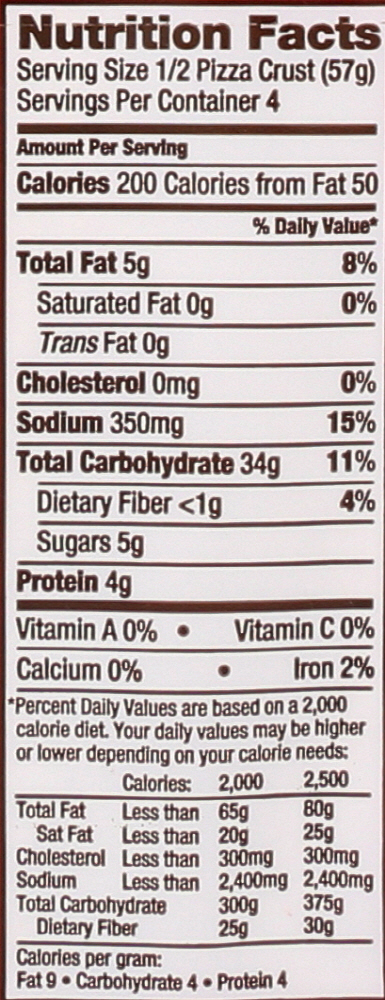 Nutrition Facts
Serving Size 1/2 Pizza Crust (57g)
Servings Per Container 4
Amount Per Serving
Calories 200 Calories from Fat 50
% Daily Value*
Total Fat 5g 8%
Saturated Fat 0g 0%
Trans Fat 0g
Cholesterol 0mg 0%
Sodium 350mg 15%
Total Carbohydrate 34g 11%
Dietary Fiber <1g 4%
Sugars 5g
Protein 4g
Vitamin A 0% • Vitamin C 0%
Calcium 0% • Iron 2%
*Percent Daily Values are based on a 2,000
calorie diet. Your daily values may be higher
or lower depending on your calorie needs:
Calories: 2,000 2,500
Total Fat Less than 65g 80g
Sat Fat Less than 20g 25g
Cholesterol Less than 300mg 300mg
Sodium Less than 2,400mg 2,400mg
Total Carbohydrate 300g 375g
Dietary Fiber 25g 30g
Calories per gram:
Fat 9 • Carbohydrate 4 • Protein 4